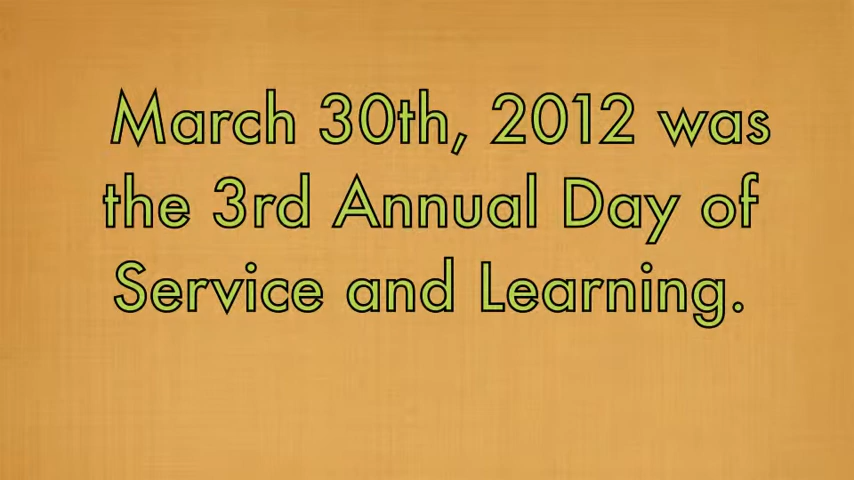 March 30th, 2012 was
the 3rd Annual Day of
Service and Learning.